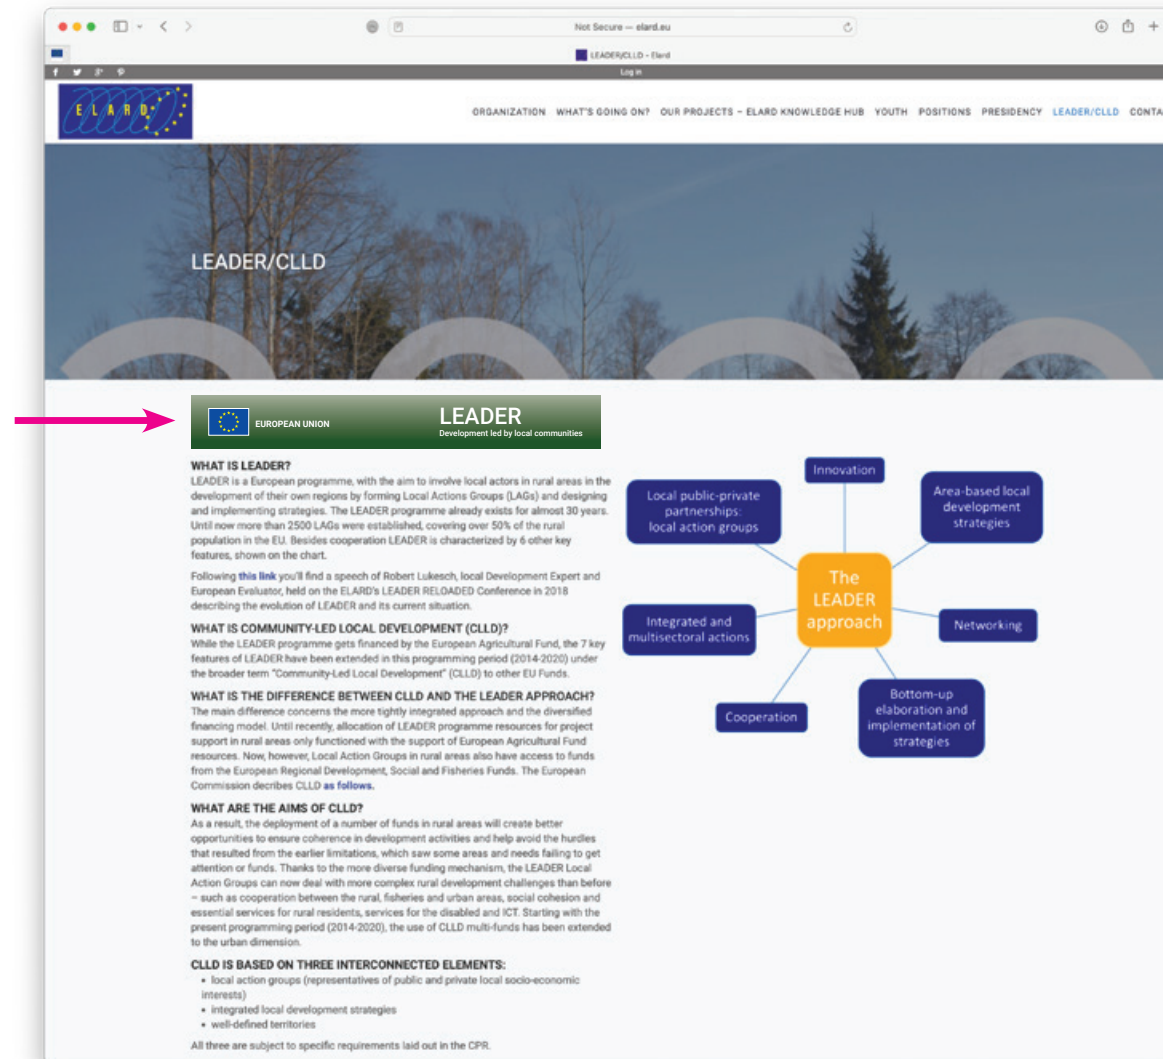 Not Secure — elard.eu
LEADER/CLLD – Elard
Log in
ELARD
ORGANIZATION WHAT'S GOING ON? OUR PROJECTS – ELARD KNOWLEDGE HUB YOUTH POSITIONS PRESIDENCY LEADER/CLLD CONTA
LEADER/CLLD
EUROPEAN UNION
LEADER
Development led by local communities
WHAT IS LEADER?
LEADER is a European programme, with the aim to involve local actors in rural areas in the
development of their own regions by forming Local Actions Groups (LAGs) and designing
and implementing strategies. The LEADER programme already exists for almost 30 years.
Until now more than 2500 LAGs were established, covering over 50% of the rural
population in the EU. Besides cooperation LEADER is characterized by 6 other key
features, shown on the chart.
Following this link you'll find a speech of Robert Lukesch, local Development Expert and
European Evaluator, held on the ELARD's LEADER RELOADED Conference in 2018
describing the evolution of LEADER and its current situation.
WHAT IS COMMUNITY-LED LOCAL DEVELOPMENT (CLLD)?
While the LEADER programme gets financed by the European Agricultural Fund, the 7 key
features of LEADER have been extended in this programming period (2014-2020) under
the broader term "Community-Led Local Development" (CLLD) to other EU Funds.
WHAT IS THE DIFFERENCE BETWEEN CLLD AND THE LEADER APPROACH?
The main difference concerns the more tightly integrated approach and the diversified
financing model. Until recently, allocation of LEADER programme resources for project
support in rural areas only functioned with the support of European Agricultural Fund
resources. Now, however, Local Action Groups in rural areas also have access to funds
from the European Regional Development, Social and Fisheries Funds. The European
Commission decribes CLLD as follows.
WHAT ARE THE AIMS OF CLLD?
As a result, the deployment of a number of funds in rural areas will create better
opportunities to ensure coherence in development activities and help avoid the hurdles
that resulted from the earlier limitations, which saw some areas and needs failing to get
attention or funds. Thanks to the more diverse funding mechanism, the LEADER Local
Action Groups can now deal with more complex rural development challenges than before
– such as cooperation between the rural, fisheries and urban areas, social cohesion and
essential services for rural residents, services for the disabled and ICT. Starting with the
present programming period (2014-2020), the use of CLLD multi-funds has been extended
to the urban dimension.
CLLD IS BASED ON THREE INTERCONNECTED ELEMENTS:
• local action groups (representatives of public and private local socio-economic
interests)
• integrated local development strategies
• well-defined territories
All three are subject to specific requirements laid out in the CPR.
Innovation
Local public-private
partnerships:
local action groups
Area-based local
development
strategies
The
LEADER
approach
Integrated and
multisectoral actions
Networking
Cooperation
Bottom-up
elaboration and
implementation of
strategies